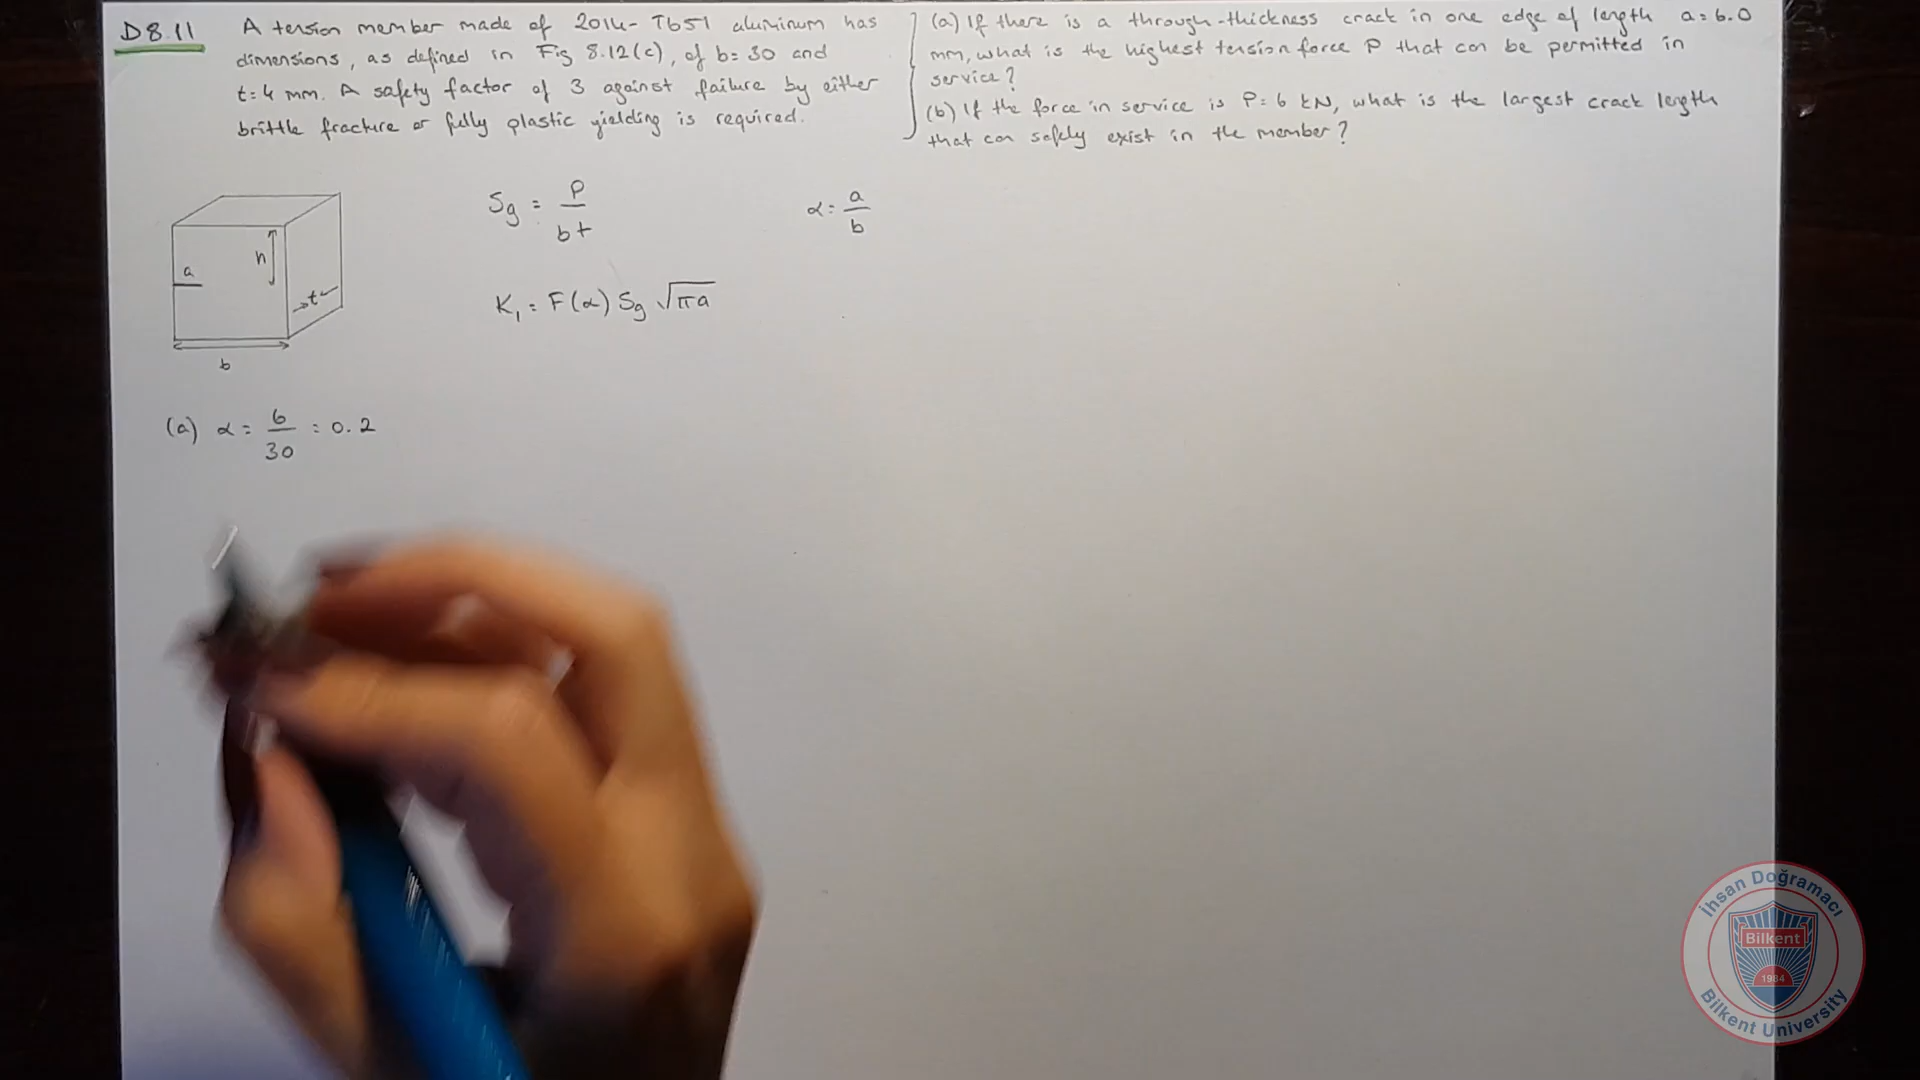 D8.11
A tension member made of 2014-T651 aluminum has
dimensions, as defined in Fig 8.12(c), of b=30 and
t=4 mm. A safety factor of 3 against failure by either
brittle fracture or fully plastic yielding is required.
(a) If there is a through-thickness crack in one edge of length a=6.0
mm, what is the highest tension force P that can be permitted in
service?
(b) If the force in service is P=6 kN, what is the largest crack length
that can safely exist in the member?
Sg = P/bt
α = a/b
h
a
t
b
K₁ = F(α) Sg √πa
(a) α = 6/30 = 0.2
İhsan Doğramacı
Bilkent
1984
Bilkent University